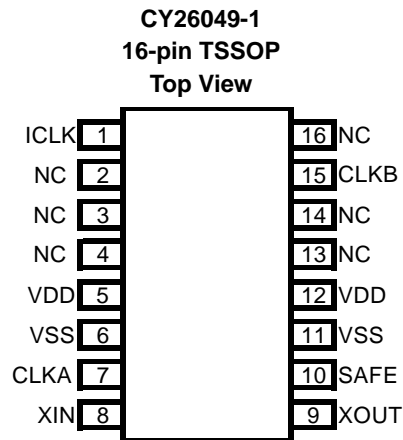 CY26049-1
16-pin TSSOP
Top View
ICLK 1 16 NC
NC 2 15 CLKB
NC 3 14 NC
NC 4 13 NC
VDD 5 12 VDD
VSS 6 11 VSS
CLKA 7 10 SAFE
XIN 8 9 XOUT